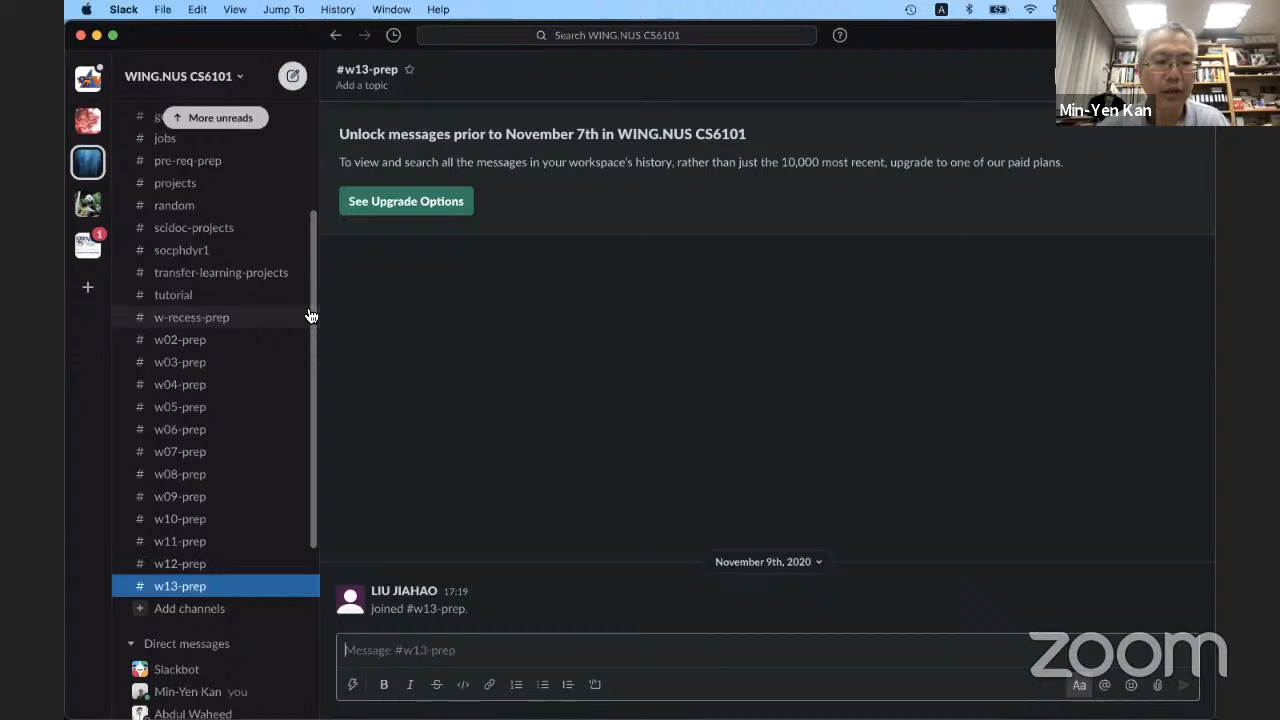 Slack File Edit View Jump To History Window Help
Search WING.NUS CS6101
WING.NUS CS6101
More unreads
# jobs
# pre-req-prep
# projects
# random
# scidoc-projects
# socphdyr1
# transfer-learning-projects
# tutorial
# w-recess-prep
# w02-prep
# w03-prep
# w04-prep
# w05-prep
# w06-prep
# w07-prep
# w08-prep
# w09-prep
# w10-prep
# w11-prep
# w12-prep
# w13-prep
+ Add channels
Direct messages
Slackbot
Min-Yen Kan you
Abdul Waheed
1
#w13-prep
Add a topic
Unlock messages prior to November 7th in WING.NUS CS6101
To view and search all the messages in your workspace's history, rather than just the 10,000 most recent, upgrade to one of our paid plans.
See Upgrade Options
November 9th, 2020
LIU JIAHAO 17:19
joined #w13-prep.
Message #w13-prep
Min-Yen Kan
zoom